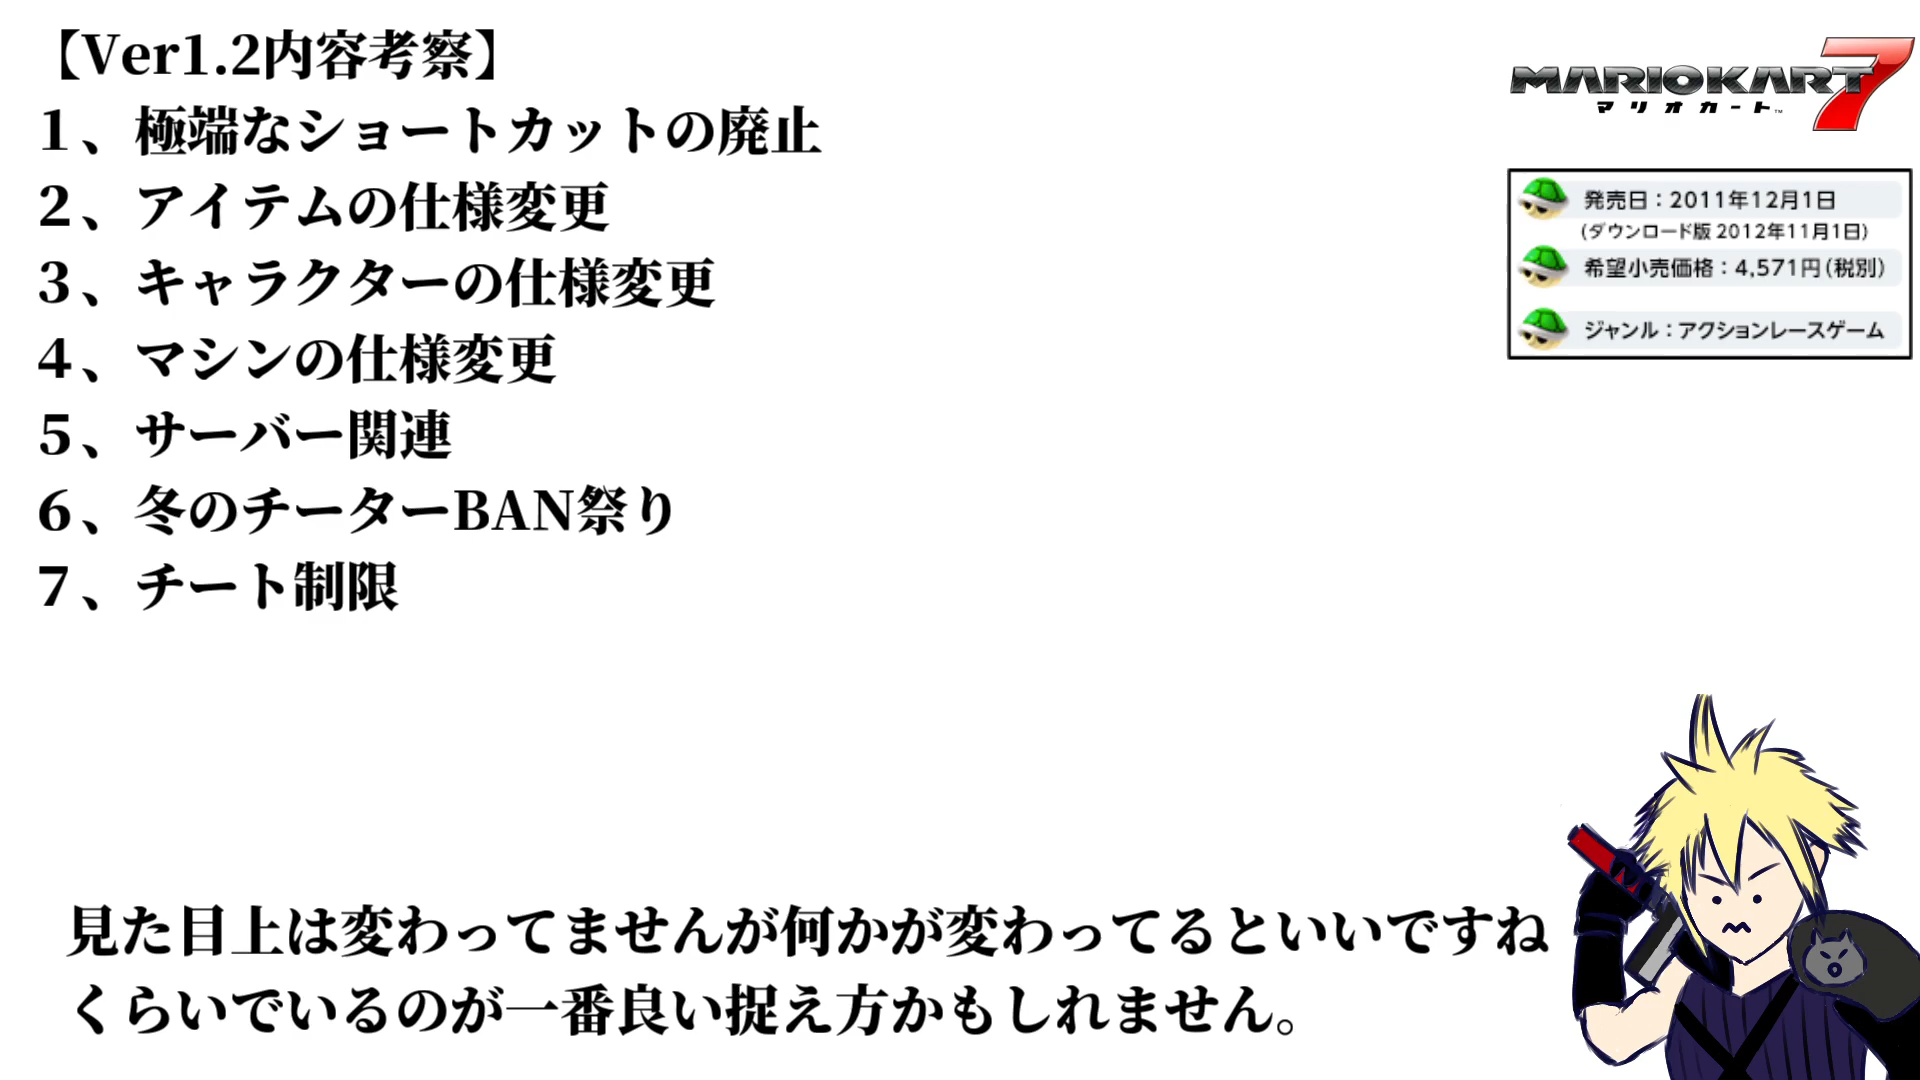 【Ver1.2内容考察】
１、極端なショートカットの廃止
２、アイテムの仕様変更
３、キャラクターの仕様変更
４、マシンの仕様変更
５、サーバー関連
６、冬のチーターBAN祭り
７、チート制限
MARIOKART7
マリオカート™
発売日：2011年12月1日
(ダウンロード版 2012年11月1日)
希望小売価格：4,571円（税別）
ジャンル：アクションレースゲーム
見た目上は変わってませんが何かが変わってるといいですね
くらいでいるのが一番良い捉え方かもしれません。